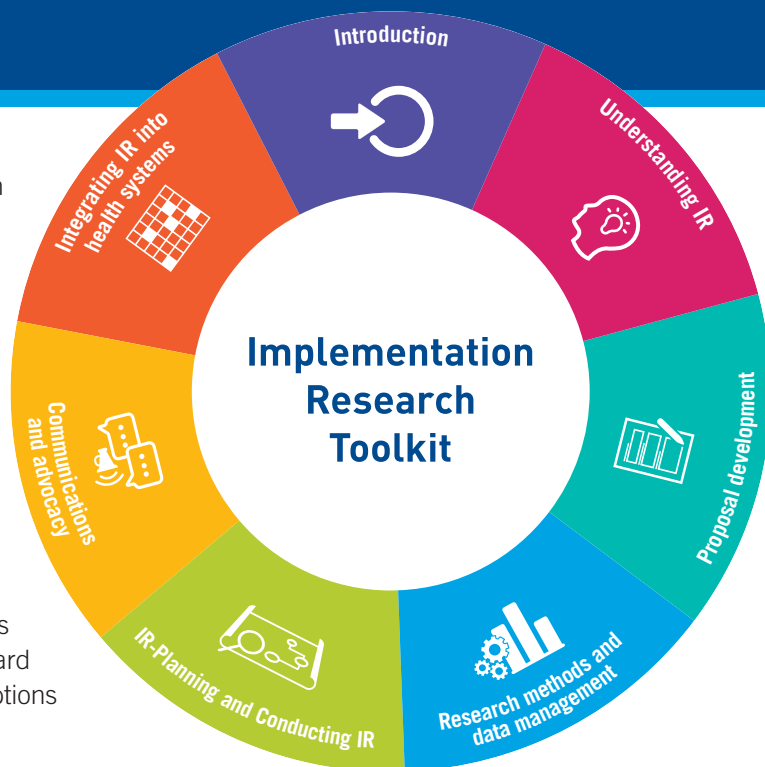 Introduction
Understanding IR
Proposal development
Research methods and
data management
IR-Planning and Conducting IR
Communications
and advocacy
Integrating IR into
health systems
Implementation
Research
Toolkit